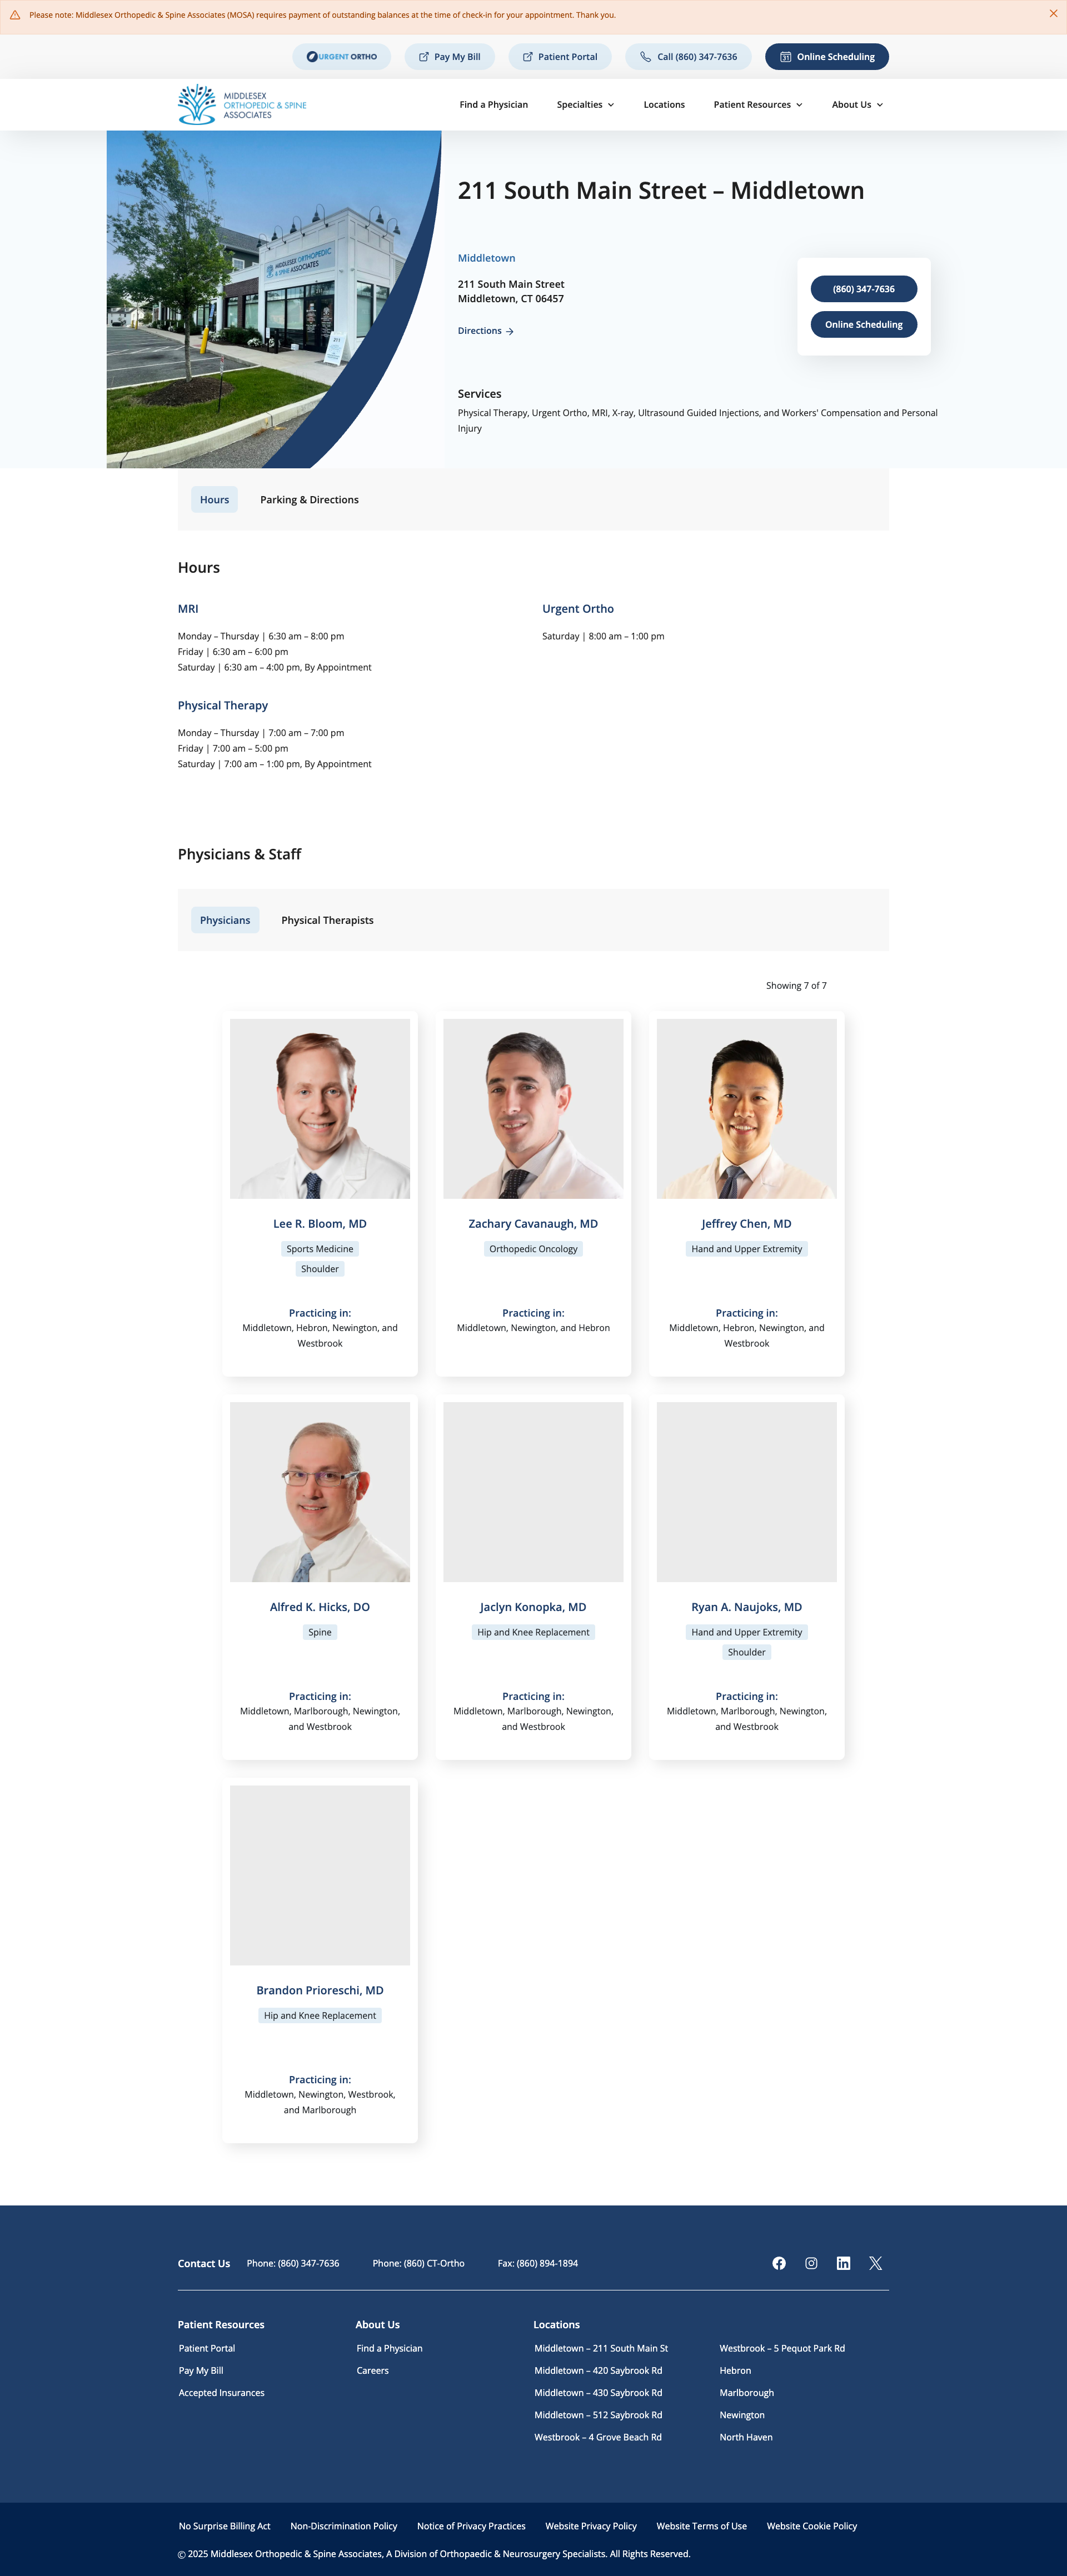 Please note: Middlesex Orthopedic & Spine Associates (MOSA) requires payment of outstanding balances at the time of check-in for your appointment. Thank you.
URGENT ORTHO
Pay My Bill
Patient Portal
Call (860) 347-7636
31
Online Scheduling
MIDDLESEX
ORTHOPEDIC & SPINE
ASSOCIATES
Find a Physician
Specialties
Locations
Patient Resources
About Us
MIDDLESEX ORTHOPEDIC
& SPINE ASSOCIATES
211
211 South Main Street – Middletown
Middletown
211 South Main Street
Middletown, CT 06457
Directions
(860) 347-7636
Online Scheduling
Services
Physical Therapy, Urgent Ortho, MRI, X-ray, Ultrasound Guided Injections, and Workers' Compensation and Personal
Injury
Hours
Parking & Directions
Hours
MRI
Monday – Thursday | 6:30 am – 8:00 pm
Friday | 6:30 am – 6:00 pm
Saturday | 6:30 am – 4:00 pm, By Appointment
Urgent Ortho
Saturday | 8:00 am – 1:00 pm
Physical Therapy
Monday – Thursday | 7:00 am – 7:00 pm
Friday | 7:00 am – 5:00 pm
Saturday | 7:00 am – 1:00 pm, By Appointment
Physicians & Staff
Physicians
Physical Therapists
Showing 7 of 7
Lee R. Bloom, MD
Sports Medicine
Shoulder
Practicing in:
Middletown, Hebron, Newington, and
Westbrook
Zachary Cavanaugh, MD
Orthopedic Oncology
Practicing in:
Middletown, Newington, and Hebron
Jeffrey Chen, MD
Hand and Upper Extremity
Practicing in:
Middletown, Hebron, Newington, and
Westbrook
Alfred K. Hicks, DO
Spine
Practicing in:
Middletown, Marlborough, Newington,
and Westbrook
Jaclyn Konopka, MD
Hip and Knee Replacement
Practicing in:
Middletown, Marlborough, Newington,
and Westbrook
Ryan A. Naujoks, MD
Hand and Upper Extremity
Shoulder
Practicing in:
Middletown, Marlborough, Newington,
and Westbrook
Brandon Prioreschi, MD
Hip and Knee Replacement
Practicing in:
Middletown, Newington, Westbrook,
and Marlborough
Contact Us
Phone: (860) 347-7636
Phone: (860) CT-Ortho
Fax: (860) 894-1894
Patient Resources
Patient Portal
Pay My Bill
Accepted Insurances
About Us
Find a Physician
Careers
Locations
Middletown – 211 South Main St
Middletown – 420 Saybrook Rd
Middletown – 430 Saybrook Rd
Middletown – 512 Saybrook Rd
Westbrook – 4 Grove Beach Rd
Westbrook – 5 Pequot Park Rd
Hebron
Marlborough
Newington
North Haven
No Surprise Billing Act
Non-Discrimination Policy
Notice of Privacy Practices
Website Privacy Policy
Website Terms of Use
Website Cookie Policy
© 2025 Middlesex Orthopedic & Spine Associates, A Division of Orthopaedic & Neurosurgery Specialists. All Rights Reserved.